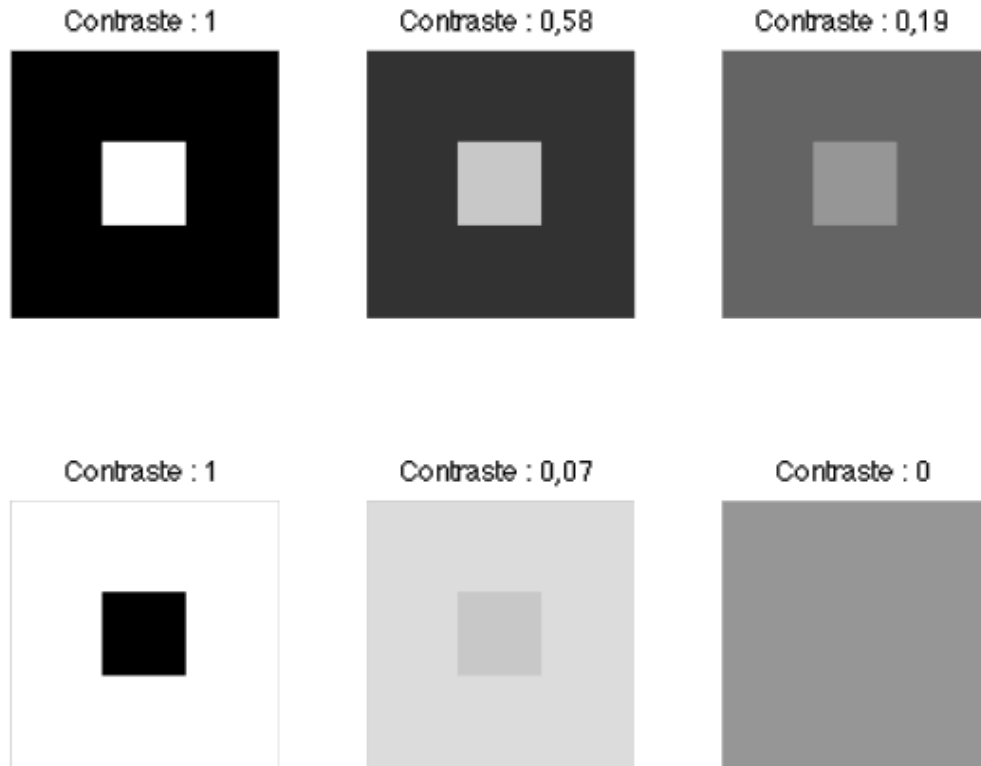 Contraste : 1
Contraste : 0,58
Contraste : 0,19
Contraste : 1
Contraste : 0,07
Contraste : 0